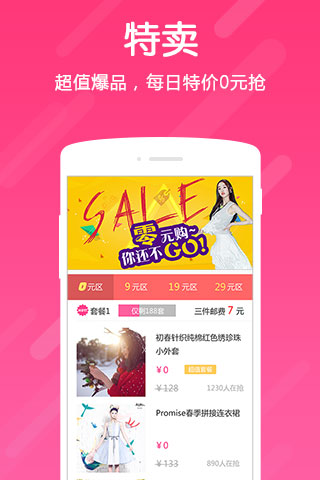 特卖
超值爆品，每日特价0元抢
SALE
零元购~
你还不GO!
0元区 9元区 19元区 29元区
套餐1 仅剩188套 三件邮费7元
初春针织纯棉红色绣珍珠
小外套
¥0 超值套餐
¥128 1230人在抢
Promise春季拼接连衣裙
¥0
¥133 890人在抢